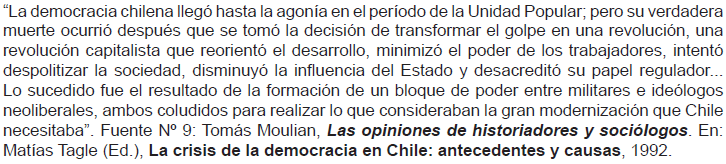 “La democracia chilena llegó hasta la agonía en el período de la Unidad Popular; pero su verdadera
muerte ocurrió después que se tomó la decisión de transformar el golpe en una revolución, una
revolución capitalista que reorientó el desarrollo, minimizó el poder de los trabajadores, intentó
despolitizar la sociedad, disminuyó la influencia del Estado y desacreditó su papel regulador...
Lo sucedido fue el resultado de la formación de un bloque de poder entre militares e ideólogos
neoliberales, ambos coludidos para realizar lo que consideraban la gran modernización que Chile
necesitaba”. Fuente Nº 9: Tomás Moulian, Las opiniones de historiadores y sociólogos. En:
Matías Tagle (Ed.), La crisis de la democracia en Chile: antecedentes y causas, 1992.